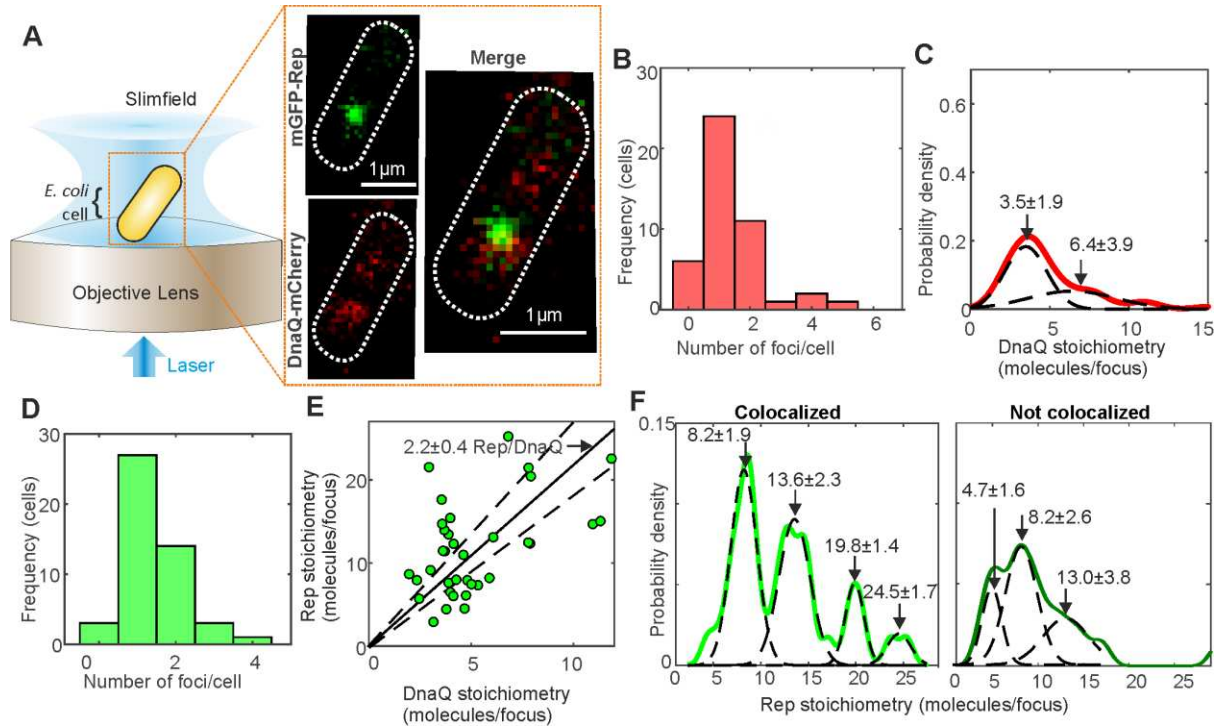 A
Slimfield
E. coli
cell
{
Objective Lens
Laser
mGFP-Rep
1µm
DnaQ-mCherry
Merge
1µm
B
30
20
10
0
Frequency (cells)
0 2 4 6
Number of foci/cell
C
0.6
0.4
0.2
0
Probability density
3.5±1.9
6.4±3.9
0 5 10 15
DnaQ stoichiometry
(molecules/focus)
D
30
20
10
0
Frequency (cells)
0 2 4
Number of foci/cell
E
2.2±0.4 Rep/DnaQ
20
10
0
Rep stoichiometry
(molecules/focus)
0 5 10
DnaQ stoichiometry
(molecules/focus)
F
Colocalized
Not colocalized
0.15
0
Probability density
8.2±1.9
13.6±2.3
19.8±1.4
24.5±1.7
0 5 10 15 20 25
4.7±1.6
8.2±2.6
13.0±3.8
0 5 10 15 20 25
Rep stoichiometry (molecules/focus)